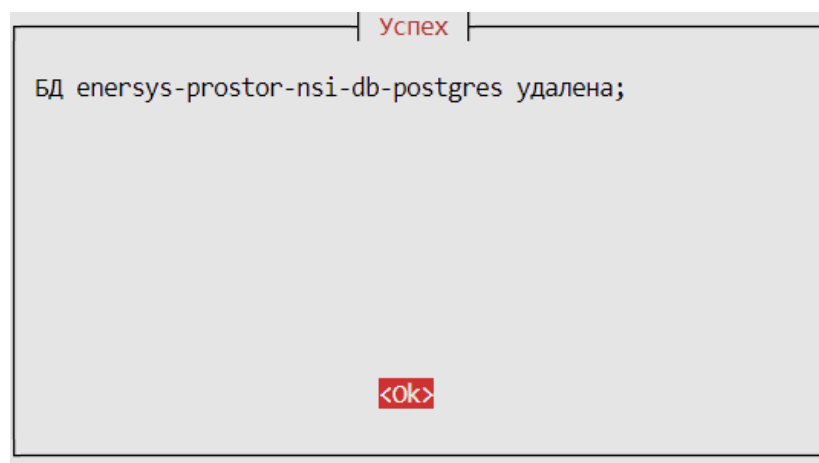 Успех
БД enersys-prostor-nsi-db-postgres удалена;
<Ok>